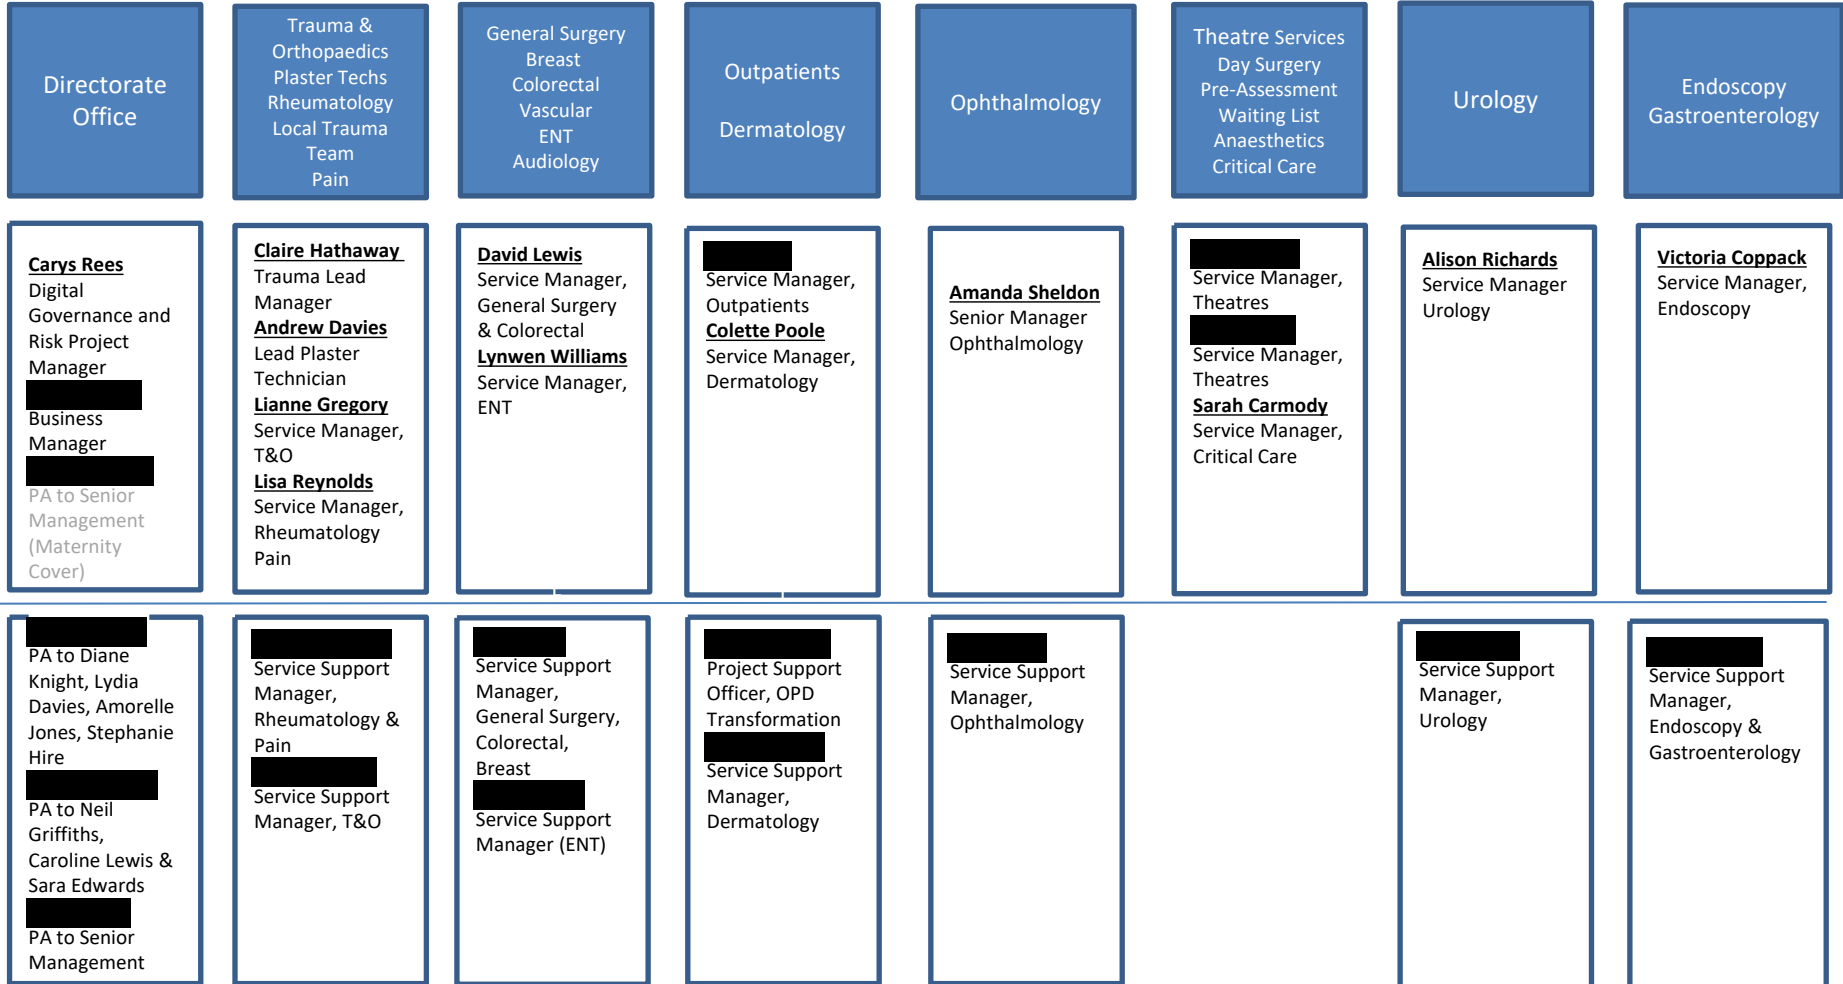 Directorate
Office
Trauma &
Orthopaedics
Plaster Techs
Rheumatology
Local Trauma
Team
Pain
General Surgery
Breast
Colorectal
Vascular
ENT
Audiology
Outpatients
Dermatology
Ophthalmology
Theatre Services
Day Surgery
Pre-Assessment
Waiting List
Anaesthetics
Critical Care
Urology
Endoscopy
Gastroenterology
Carys Rees
Digital
Governance and
Risk Project
Manager
Business
Manager
PA to Senior
Management
(Maternity
Cover)
Claire Hathaway
Trauma Lead
Manager
Andrew Davies
Lead Plaster
Technician
Lianne Gregory
Service Manager,
T&O
Lisa Reynolds
Service Manager,
Rheumatology
Pain
David Lewis
Service Manager,
General Surgery
& Colorectal
Lynwen Williams
Service Manager,
ENT
Service Manager,
Outpatients
Colette Poole
Service Manager,
Dermatology
Amanda Sheldon
Senior Manager
Ophthalmology
Service Manager,
Theatres
Service Manager,
Theatres
Sarah Carmody
Service Manager,
Critical Care
Alison Richards
Service Manager
Urology
Victoria Coppack
Service Manager,
Endoscopy
PA to Diane
Knight, Lydia
Davies, Amorelle
Jones, Stephanie
Hire
PA to Neil
Griffiths,
Caroline Lewis &
Sara Edwards
PA to Senior
Management
Service Support
Manager,
Rheumatology &
Pain
Service Support
Manager, T&O
Service Support
Manager,
General Surgery,
Colorectal,
Breast
Service Support
Manager (ENT)
Project Support
Officer, OPD
Transformation
Service Support
Manager,
Dermatology
Service Support
Manager,
Ophthalmology
Service Support
Manager,
Urology
Service Support
Manager,
Endoscopy &
Gastroenterology